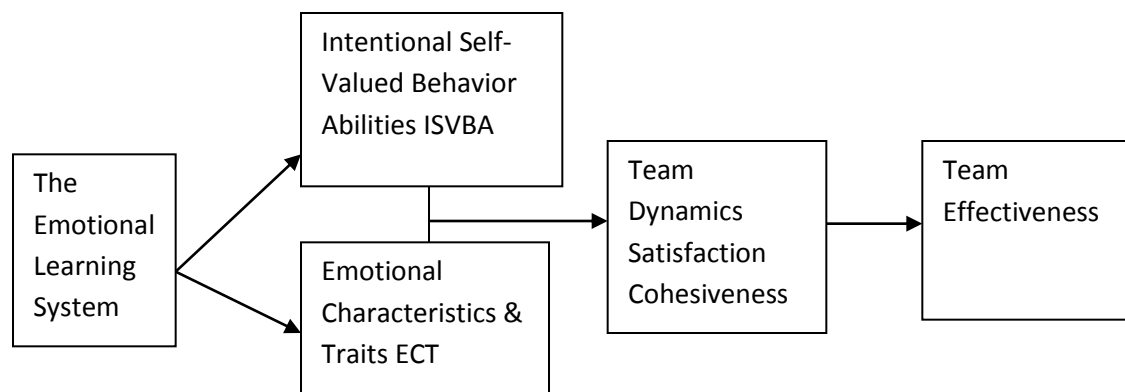 The
Emotional
Learning
System
Intentional Self-
Valued Behavior
Abilities ISVBA
Emotional
Characteristics &
Traits ECT
Team
Dynamics
Satisfaction
Cohesiveness
Team
Effectiveness